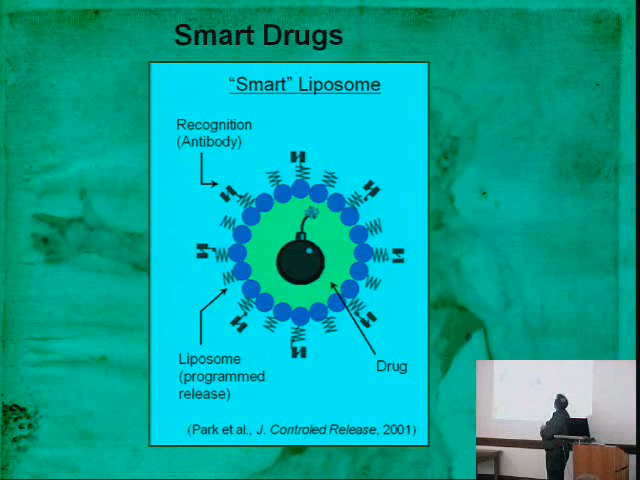 Smart Drugs
“Smart” Liposome
Recognition
(Antibody)
Liposome
(programmed
release)
Drug
(Park et al., J. Controled Release, 2001)